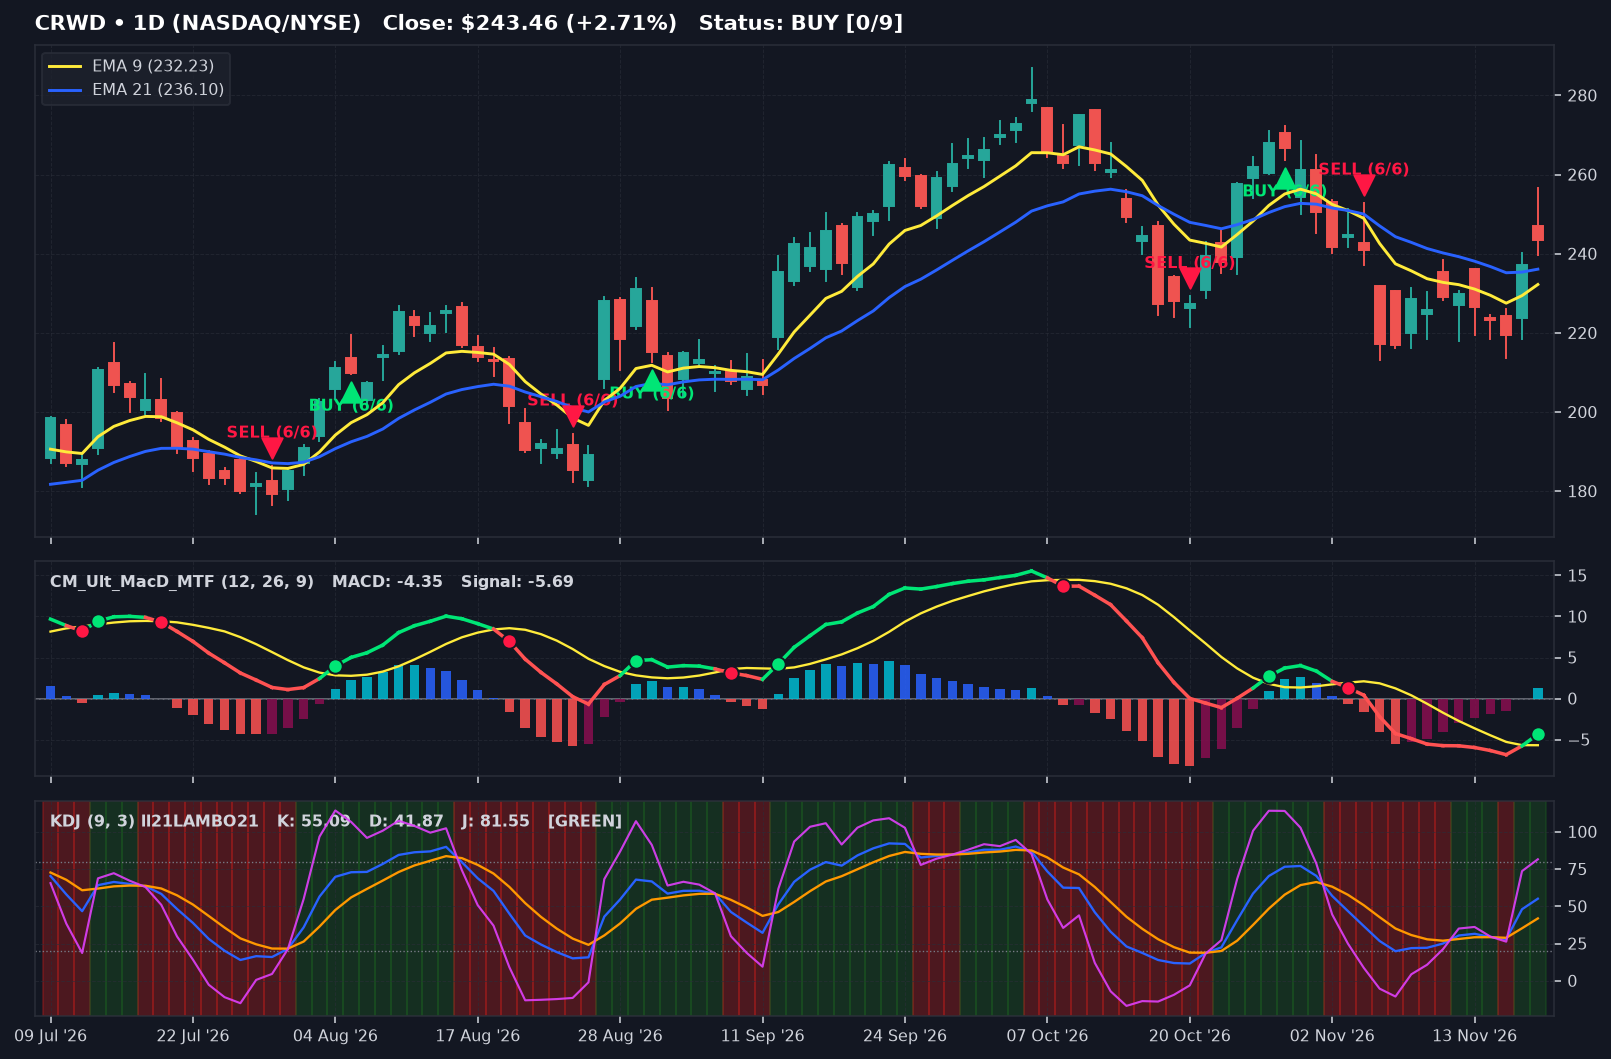 CRWD • 1D (NASDAQ/NYSE)   Close: $243.46 (+2.71%)   Status: BUY [0/9]
EMA 9 (232.23)
EMA 21 (236.10)
280
260
240
220
200
180
SELL (6/6)
BUY (6/6)
SELL (6/6)
BUY (6/6)
SELL (6/6)
BUY (6/6)
SELL (6/6)
CM_Ult_MacD_MTF (12, 26, 9)   MACD: -4.35   Signal: -5.69
15
10
5
0
−5
KDJ (9, 3) ll21LAMBO21   K: 55.09   D: 41.87   J: 81.55   [GREEN]
100
75
50
25
0
09 Jul '26
22 Jul '26
04 Aug '26
17 Aug '26
28 Aug '26
11 Sep '26
24 Sep '26
07 Oct '26
20 Oct '26
02 Nov '26
13 Nov '26